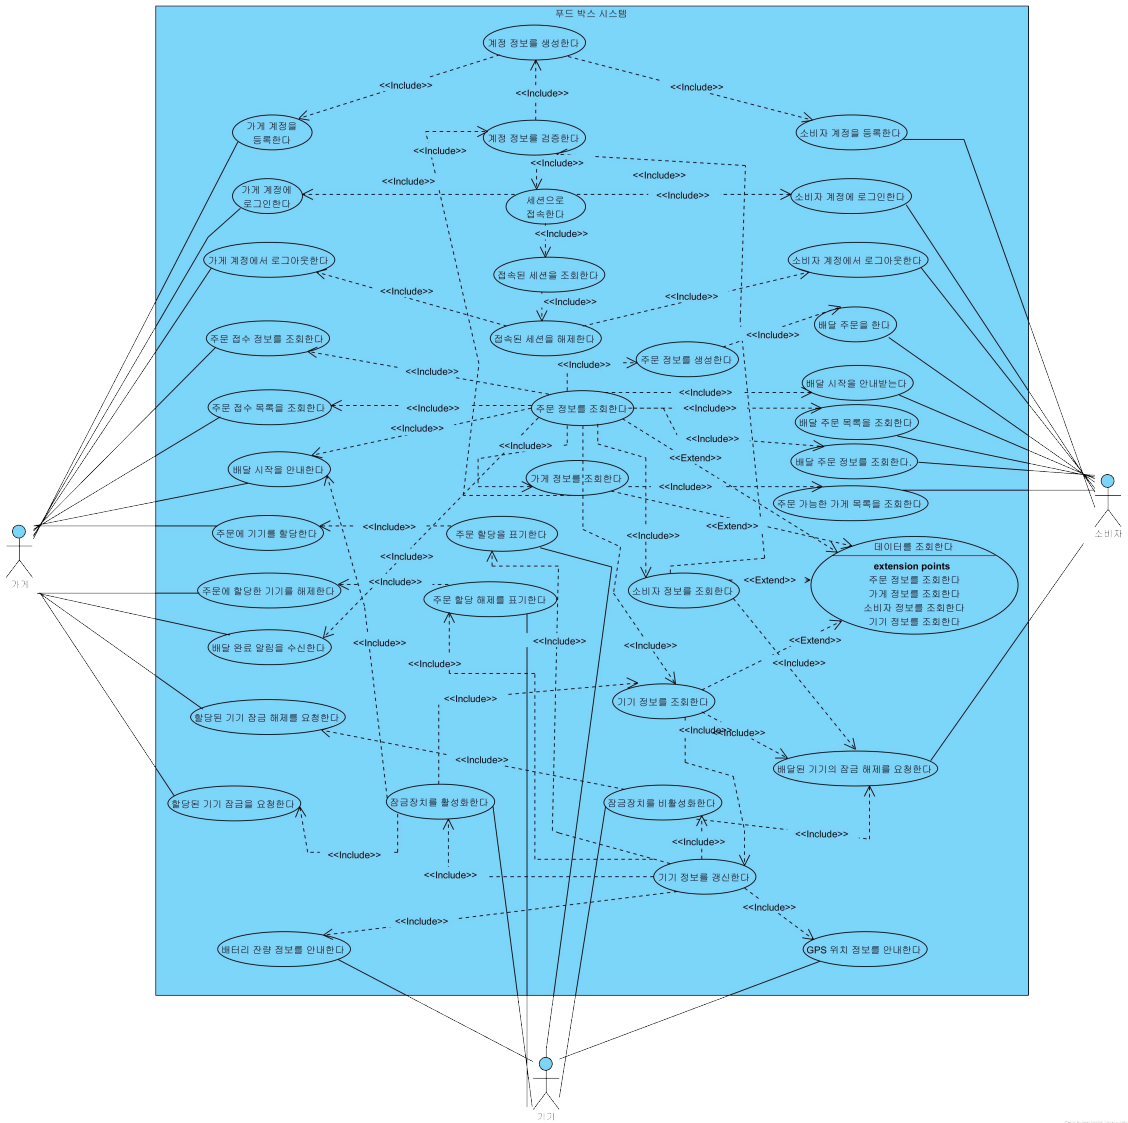 푸드 박스 시스템
계정 정보를 생성한다
<<Include>>
<<Include>>
<<Include>>
가게 계정을
등록한다
계정 정보를 검증한다
소비자 계정을 등록한다
<<Include>>
<<Include>>
<<Include>>
<<Include>>
<<Include>>
가게 계정에
로그인한다
세션으로
접속한다
소비자 계정에 로그인한다
<<Include>>
<<Include>>
가게 계정에서 로그아웃한다
접속된 세션을 조회한다
소비자 계정에서 로그아웃한다
<<Include>>
<<Include>>
<<Include>>
주문 접수 정보를 조회한다
접속된 세션을 해제한다
배달 주문을 한다
<<Include>>
주문 정보를 생성한다
<<Include>>
<<Include>>
배달 시작을 안내받는다
<<Include>>
주문 접수 목록을 조회한다
<<Include>>
주문 정보를 조회한다
<<Include>>
배달 주문 목록을 조회한다
<<Include>>
<<Include>>
<<Include>>
<<Extend>>
배달 시작을 안내한다
가게 정보를 조회한다
배달 주문 정보를 조회한다.
<<Include>>
주문 가능한 가게 목록을 조회한다
가게
소비자
주문에 기기를 할당한다
<<Include>>
주문 할당을 표기한다
<<Extend>>
데이터를 조회한다
extension points
주문 정보를 조회한다
가게 정보를 조회한다
소비자 정보를 조회한다
기기 정보를 조회한다
<<Include>>
<<Include>>
<<Include>>
주문에 할당한 기기를 해제한다
주문 할당 해제를 표기한다
소비자 정보를 조회한다
<<Extend>>
배달 완료 알림을 수신한다
<<Include>>
<<Include>>
<<Include>>
<<Extend>>
<<Include>>
<<Include>>
<<Include>>
기기 정보를 조회한다
할당된 기기 잠금 해제를 요청한다
<<Include>>
<<Include>>
<<Include>>
배달된 기기의 잠금 해제를 요청한다
할당된 기기 잠금을 요청한다
잠금장치를 활성화한다
잠금장치를 비활성화한다
<<Include>>
<<Include>>
<<Include>>
<<Include>>
기기 정보를 갱신한다
<<Include>>
<<Include>>
배터리 잔량 정보를 안내한다
GPS 위치 정보를 안내한다
기기